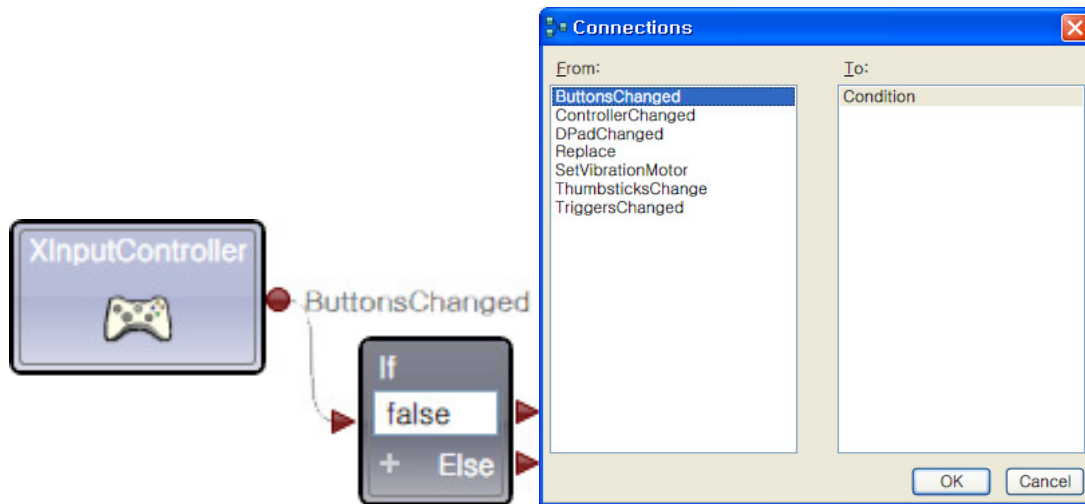 XInputController
ButtonsChanged
If
false
+ Else
Connections
From:
ButtonsChanged
ControllerChanged
DPadChanged
Replace
SetVibrationMotor
ThumbsticksChange
TriggersChanged
To:
Condition
OK
Cancel